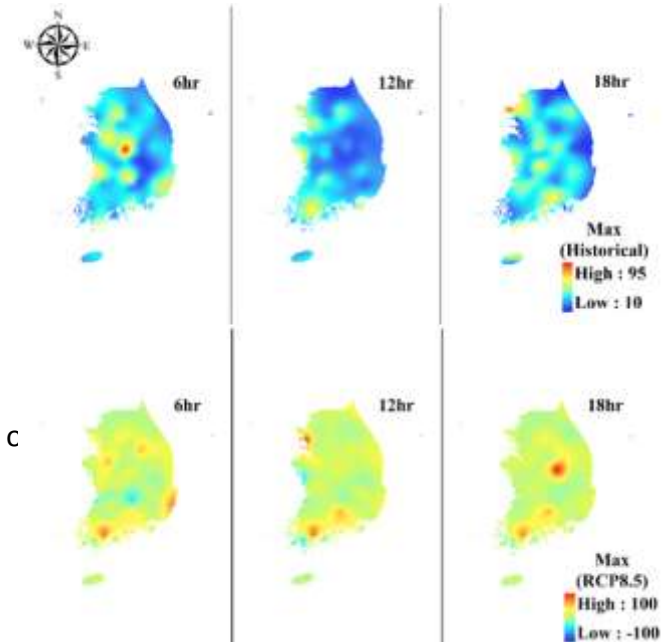 N
W E
S
6hr
12hr
18hr
Max
(Historical)
High : 95
Low : 10
6hr
12hr
18hr
c
Max
(RCP8.5)
High : 100
Low : -100